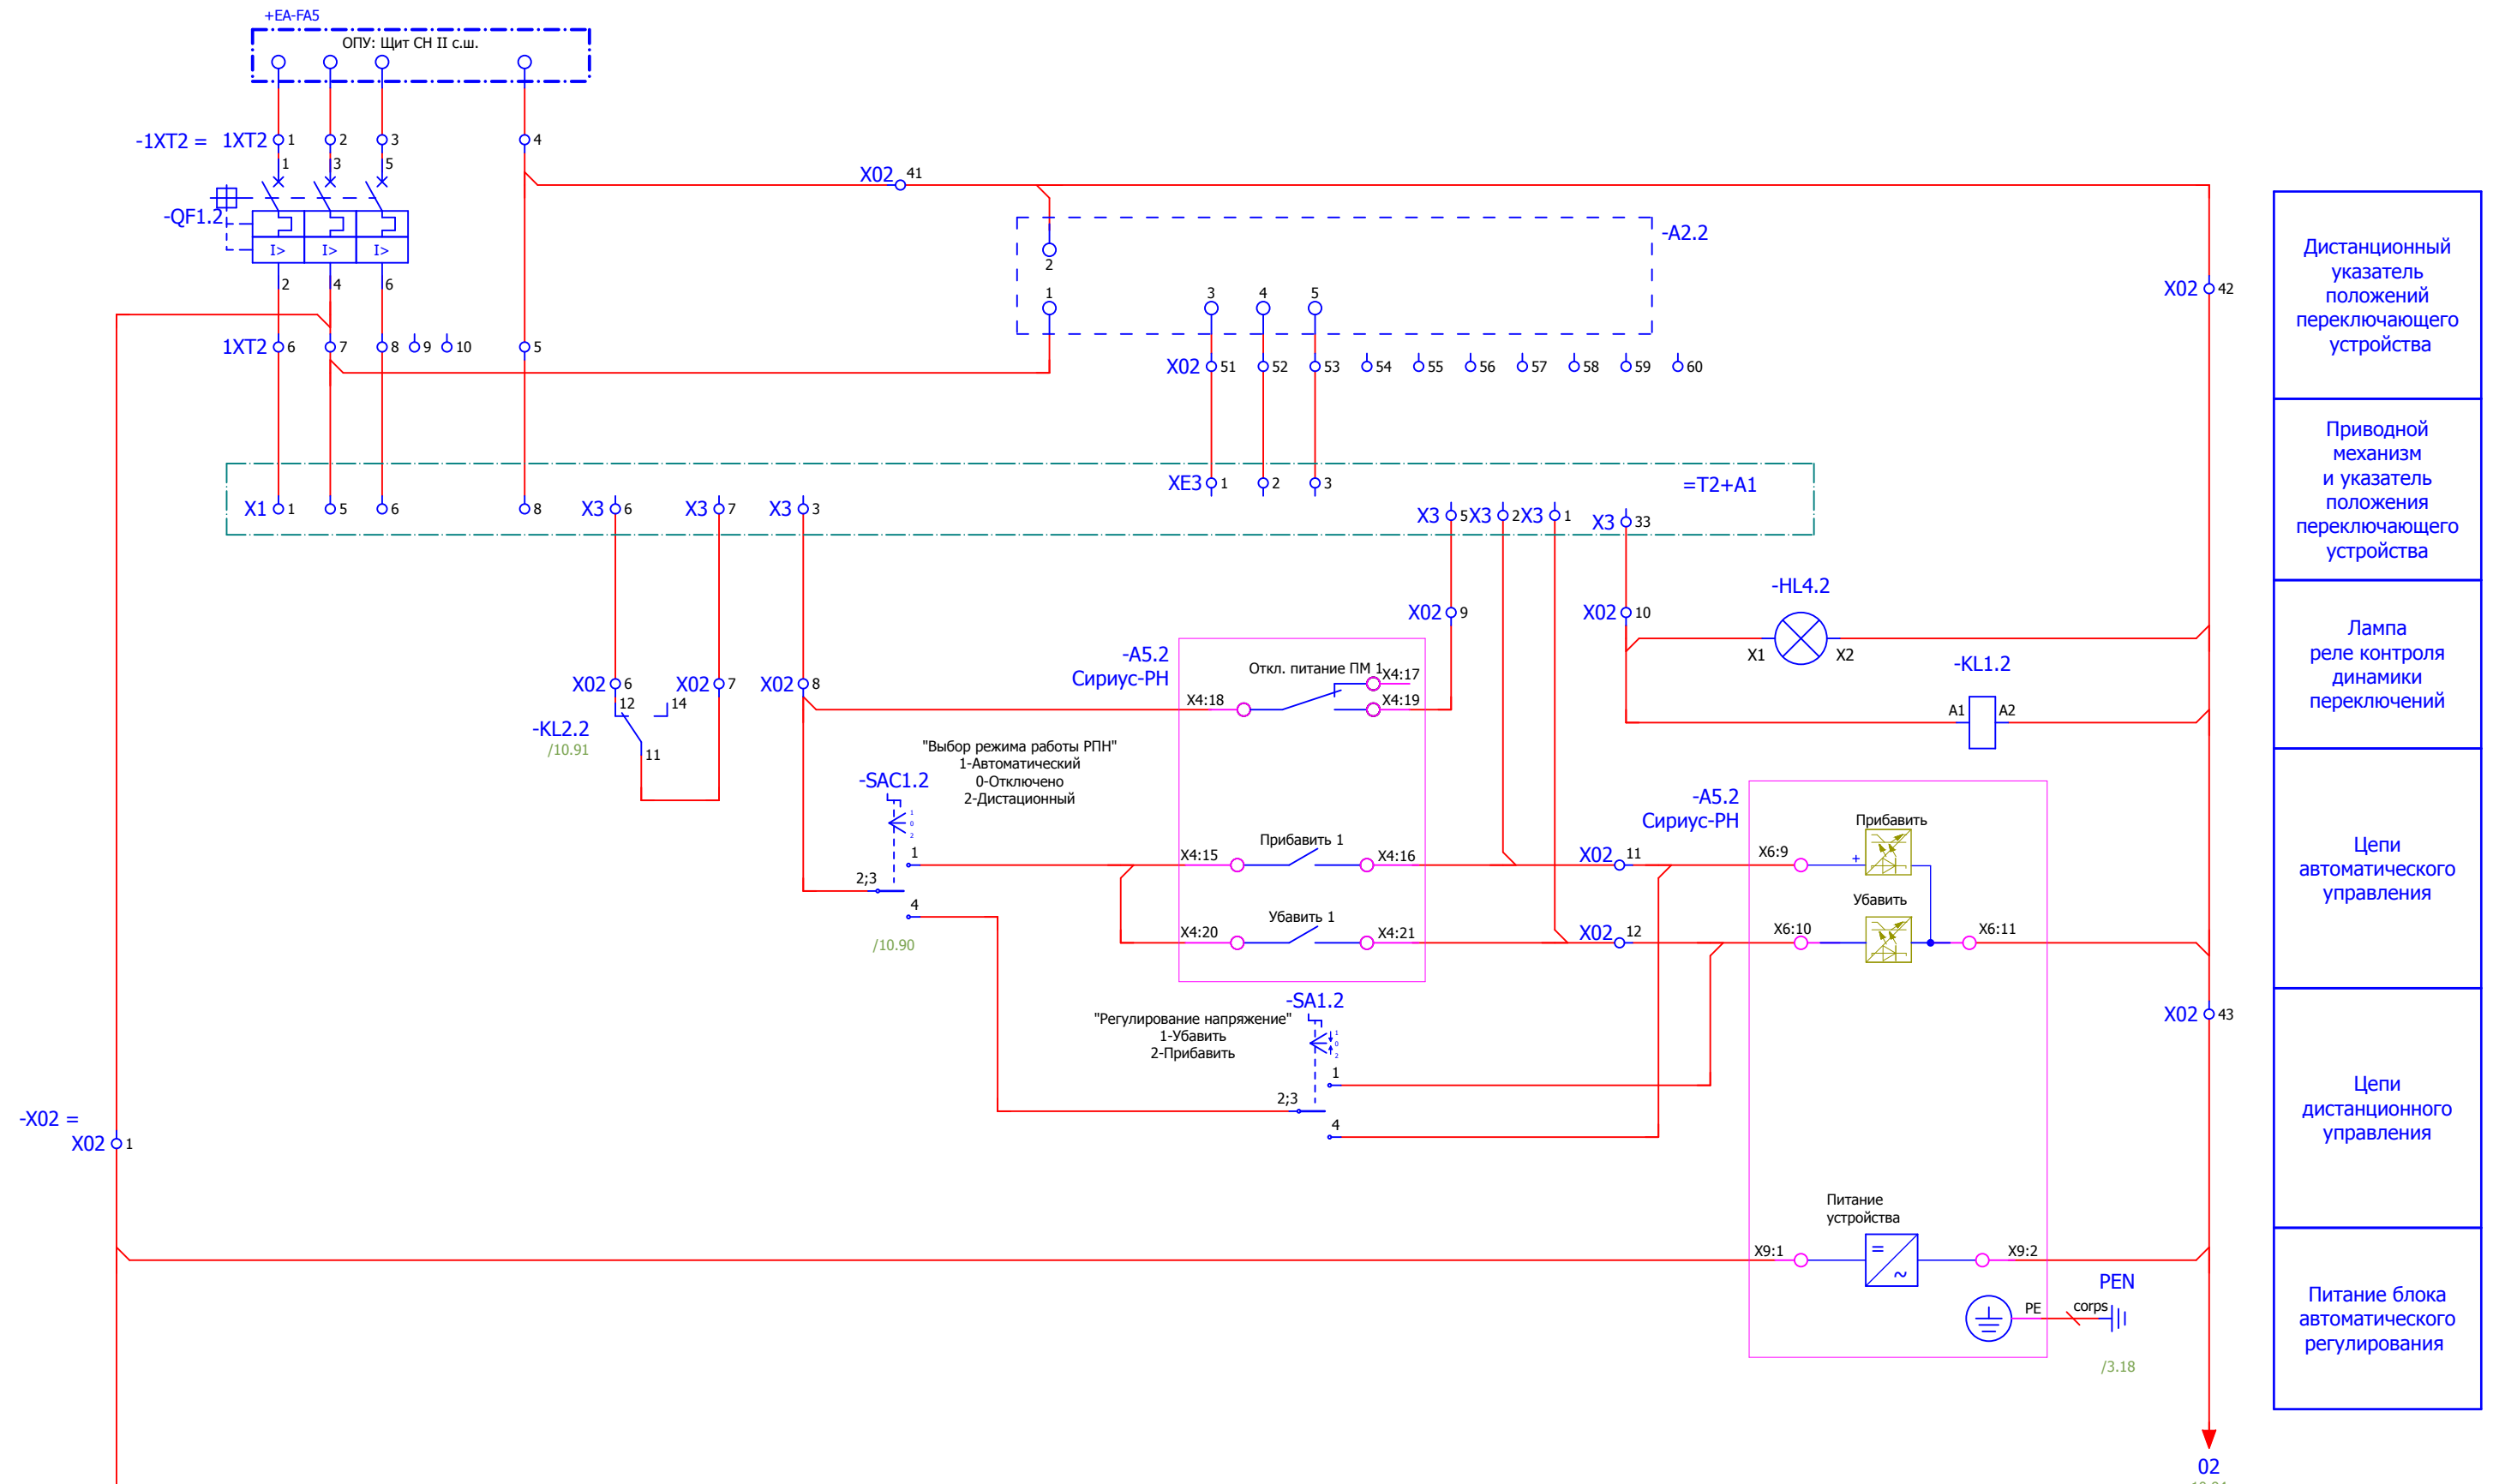 +EA-FA5
ОПУ: Щит СН II с.ш.
-1XT2 =
1XT2
1
2
3
4
1
3
5
-QF1.2
I>
I>
I>
2
4
6
1XT2
6
7
8
9
10
5
X02
41
-A2.2
2
1
3
4
5
X02
51
52
53
54
55
56
57
58
59
60
X02
42
XE3
1
2
3
=T2+A1
X1
1
5
6
8
X3
6
X3
7
X3
3
X3
5
X3
2
X3
1
X3
33
X02
9
X02
10
-HL4.2
X1
X2
-KL1.2
A1
A2
X02
6
X02
7
X02
8
12
14
-KL2.2
/10.91
11
-A5.2
Сириус-РН
Откл. питание ПМ 1
X4:17
X4:18
X4:19
"Выбор режима работы РПН"
1-Автоматический
0-Отключено
2-Дистационный
-SAC1.2
1
0
2
1
2;3
4
/10.90
Прибавить 1
X4:15
X4:16
Убавить 1
X4:20
X4:21
X02
11
X02
12
-A5.2
Сириус-РН
Прибавить
X6:9
+
Убавить
X6:10
X6:11
X02
43
-SA1.2
"Регулирование напряжение"
1-Убавить
2-Прибавить
1
0
2
1
2;3
4
-X02 =
X02
1
Питание
устройства
X9:1
=
~
X9:2
PE
corps
PEN
/3.18
02
Дистанционный
указатель
положений
переключающего
устройства
Приводной
механизм
и указатель
положения
переключающего
устройства
Лампа
реле контроля
динамики
переключений
Цепи
автоматического
управления
Цепи
дистанционного
управления
Питание блока
автоматического
регулирования